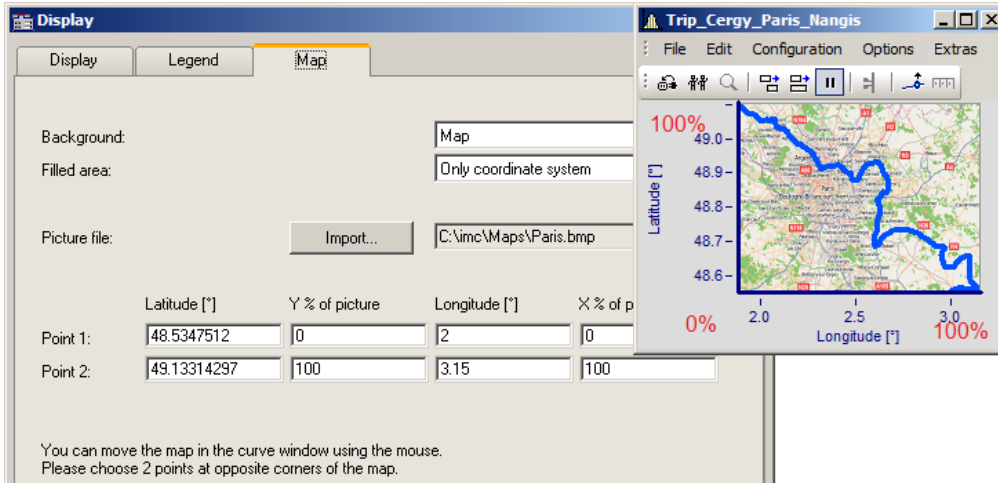 Display
Display Legend Map
Background: Map
Filled area: Only coordinate system
Picture file: Import... C:\imc\Maps\Paris.bmp
Latitude [°] Y % of picture Longitude [°] X % of p
Point 1: 48.5347512 0 2 0
Point 2: 49.13314297 100 3.15 100
You can move the map in the curve window using the mouse.
Please choose 2 points at opposite corners of the map.
Trip_Cergy_Paris_Nangis
File Edit Configuration Options Extras
100%
49.0
48.9
48.8
48.7
48.6
Latitude [°]
Paris
0% 2.0 2.5 3.0 100%
Longitude [°]